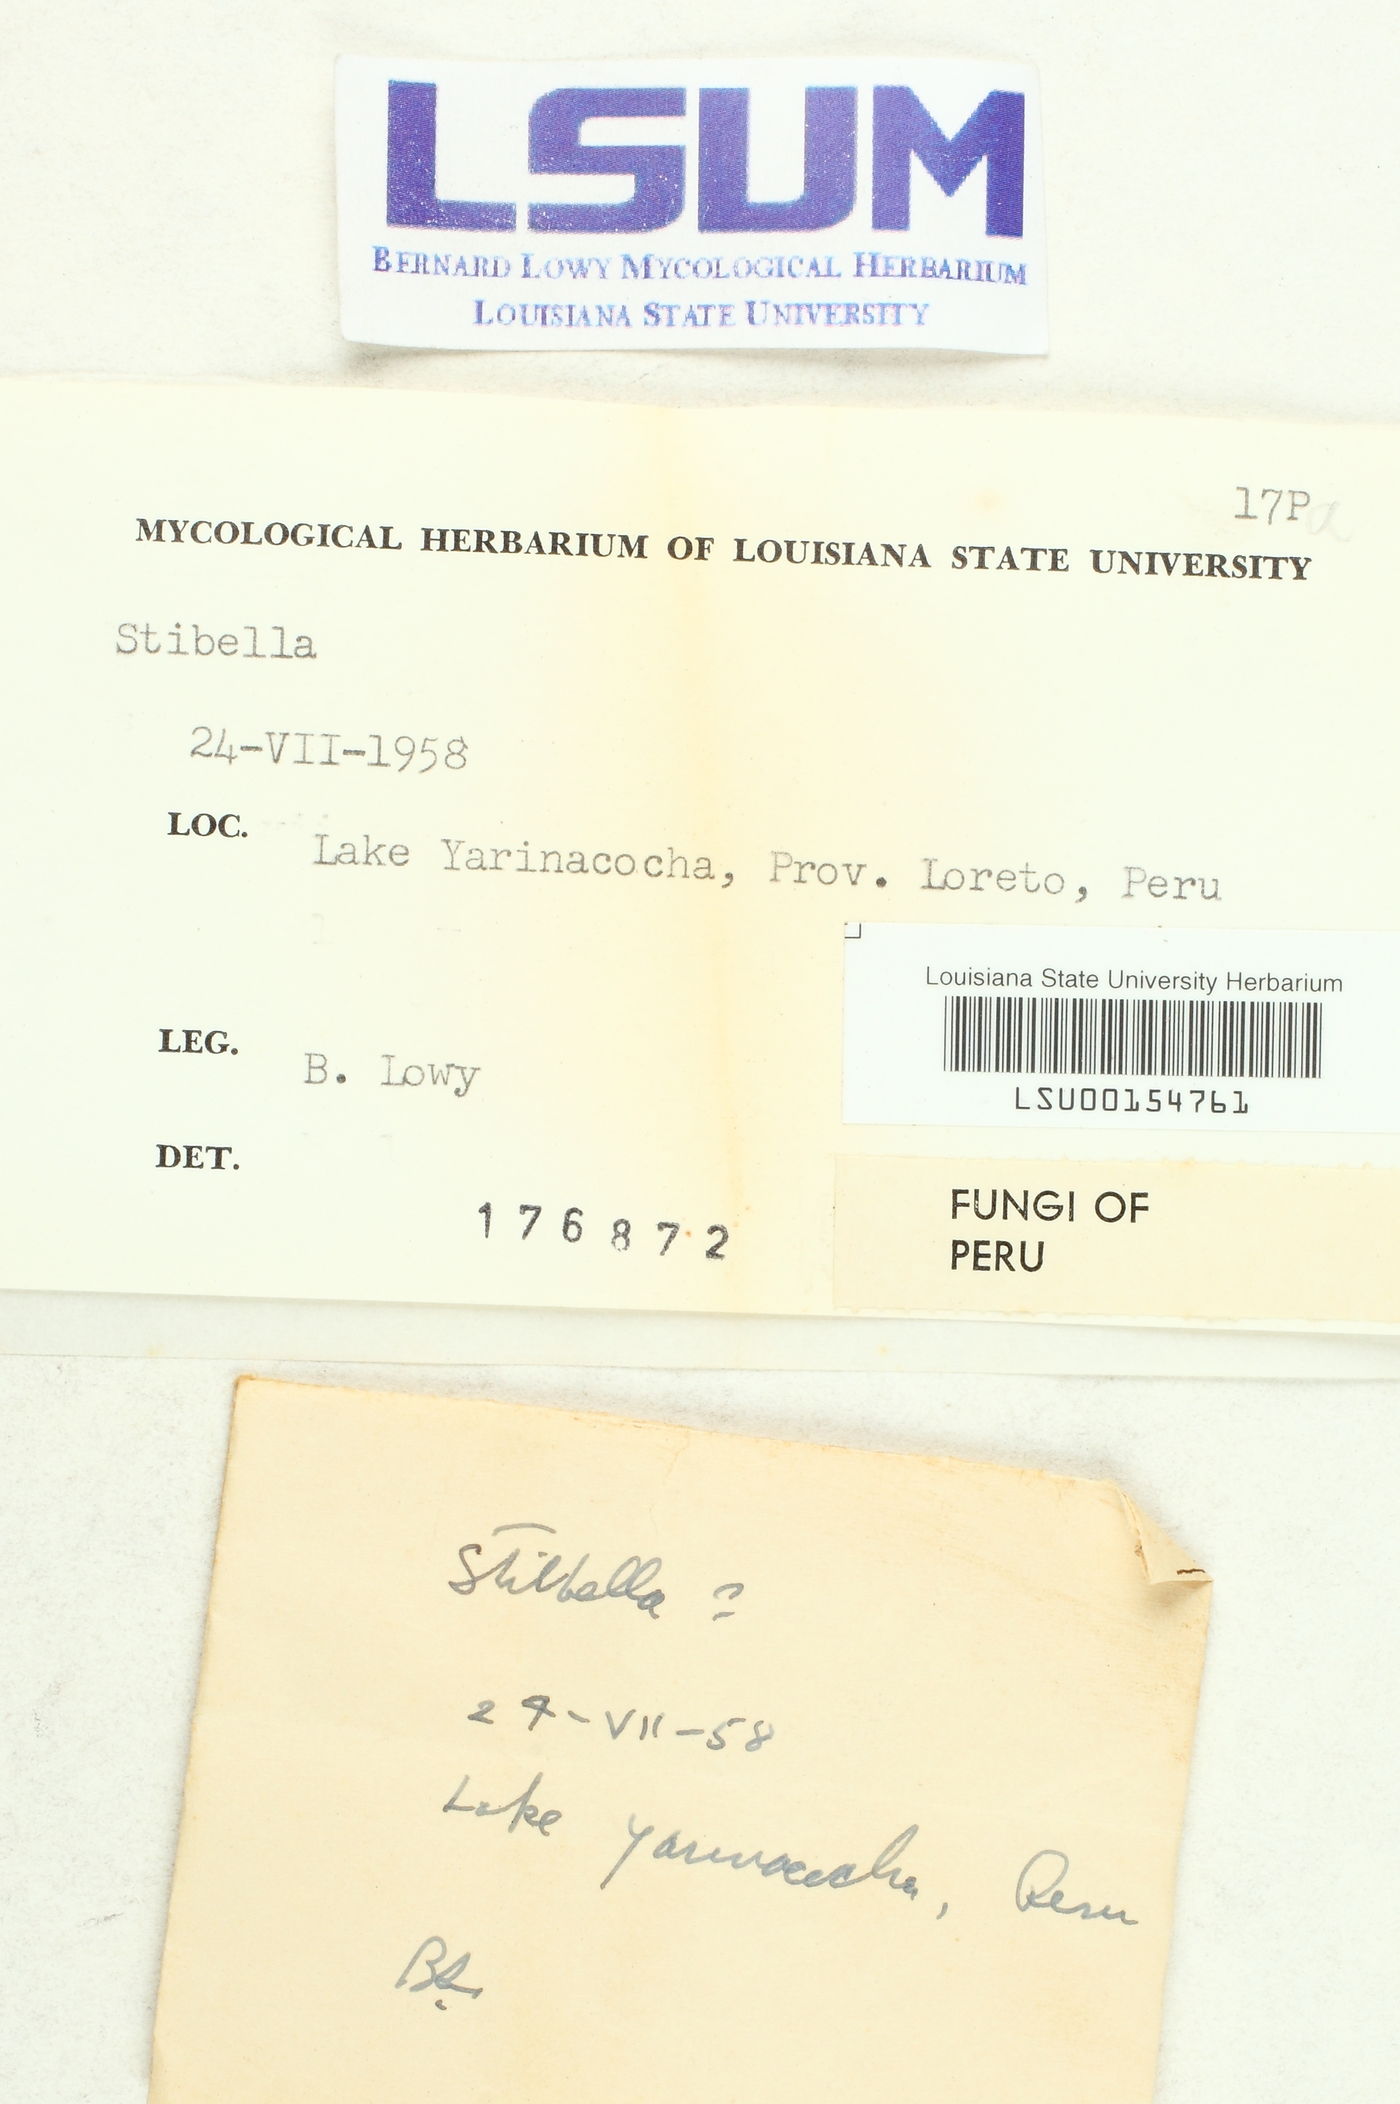 LSUM
BERNARD LOWY MYCOLOGICAL HERBARIUM
LOUISIANA STATE UNIVERSITY
17Pa
MYCOLOGICAL HERBARIUM OF LOUISIANA STATE UNIVERSITY
Stibella
24-VII-1958
LOC. Lake Yarinacocha, Prov. Loreto, Peru
Louisiana State University Herbarium
LSU00154761
LEG. B. Lowy
DET.
176872
FUNGI OF
PERU
Stilbella ?
24-VII-58
Lake Yarinacocha, Peru
BL